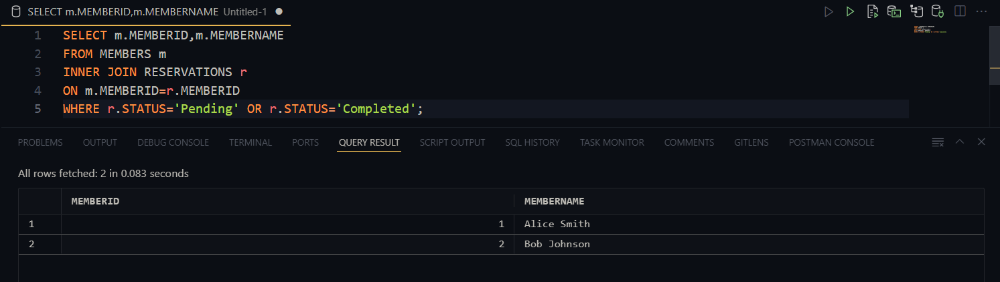 SELECT m.MEMBERID,m.MEMBERNAME Untitled-1
1 SELECT m.MEMBERID,m.MEMBERNAME
2 FROM MEMBERS m
3 INNER JOIN RESERVATIONS r
4 ON m.MEMBERID=r.MEMBERID
5 WHERE r.STATUS='Pending' OR r.STATUS='Completed';
PROBLEMS OUTPUT DEBUG CONSOLE TERMINAL PORTS QUERY RESULT SCRIPT OUTPUT SQL HISTORY TASK MONITOR COMMENTS GITLENS POSTMAN CONSOLE
All rows fetched: 2 in 0.083 seconds
MEMBERID MEMBERNAME
1 1 Alice Smith
2 2 Bob Johnson